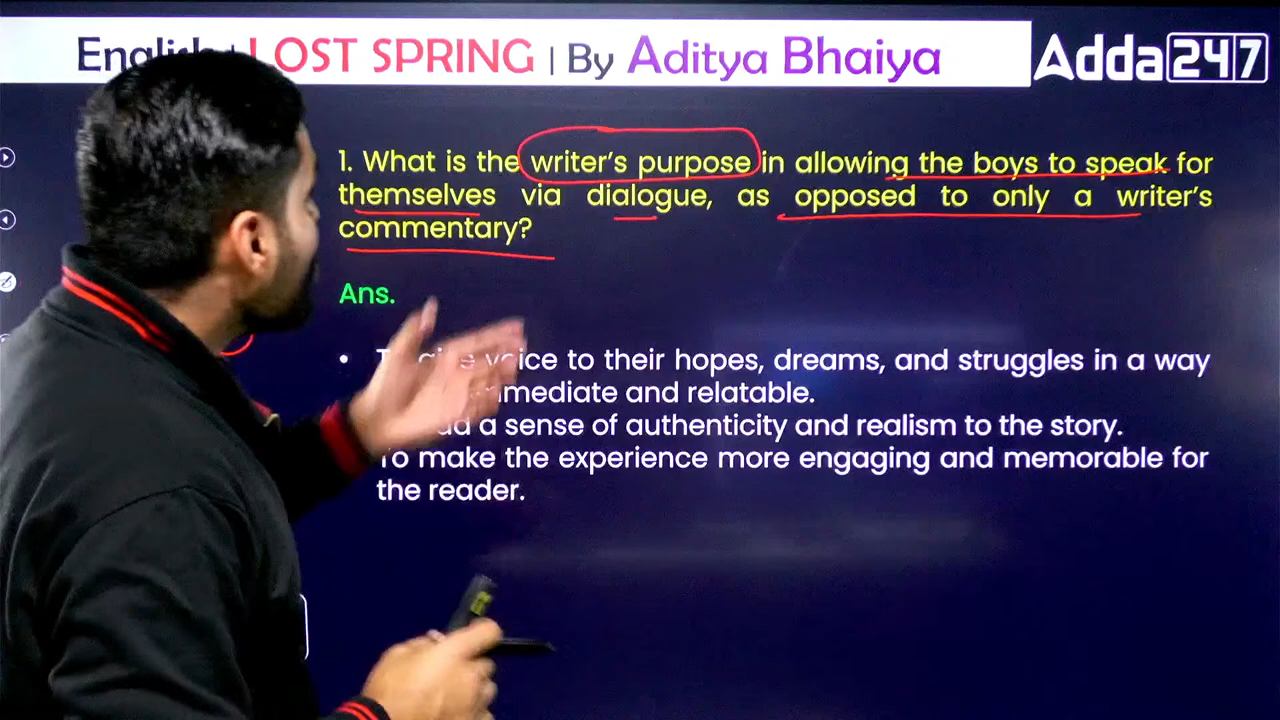 English | LOST SPRING | By Aditya Bhaiya
Adda247
1. What is the writer's purpose in allowing the boys to speak for
themselves via dialogue, as opposed to only a writer's
commentary?
Ans.
• voice to their hopes, dreams, and struggles in a way
immediate and relatable.
a sense of authenticity and realism to the story.
To make the experience more engaging and memorable for
the reader.